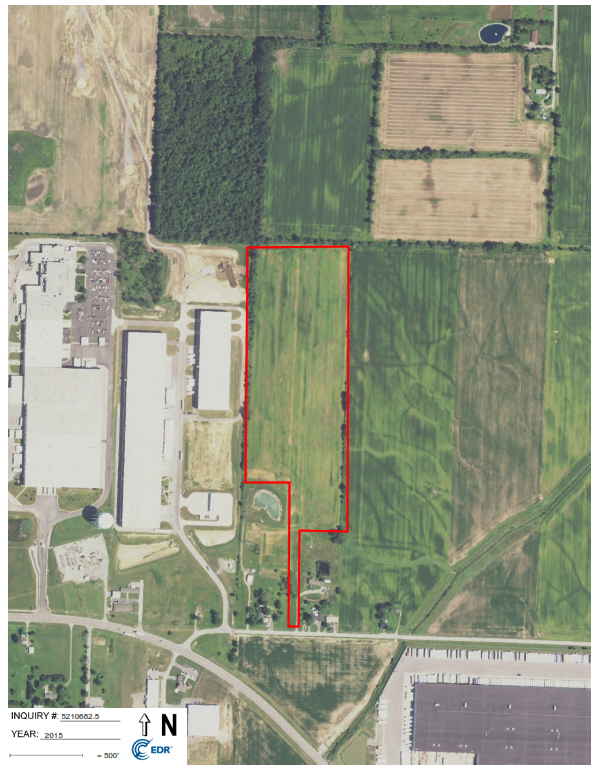 INQUIRY #: 5210662.5
YEAR: 2015
= 500'
N
EDR®